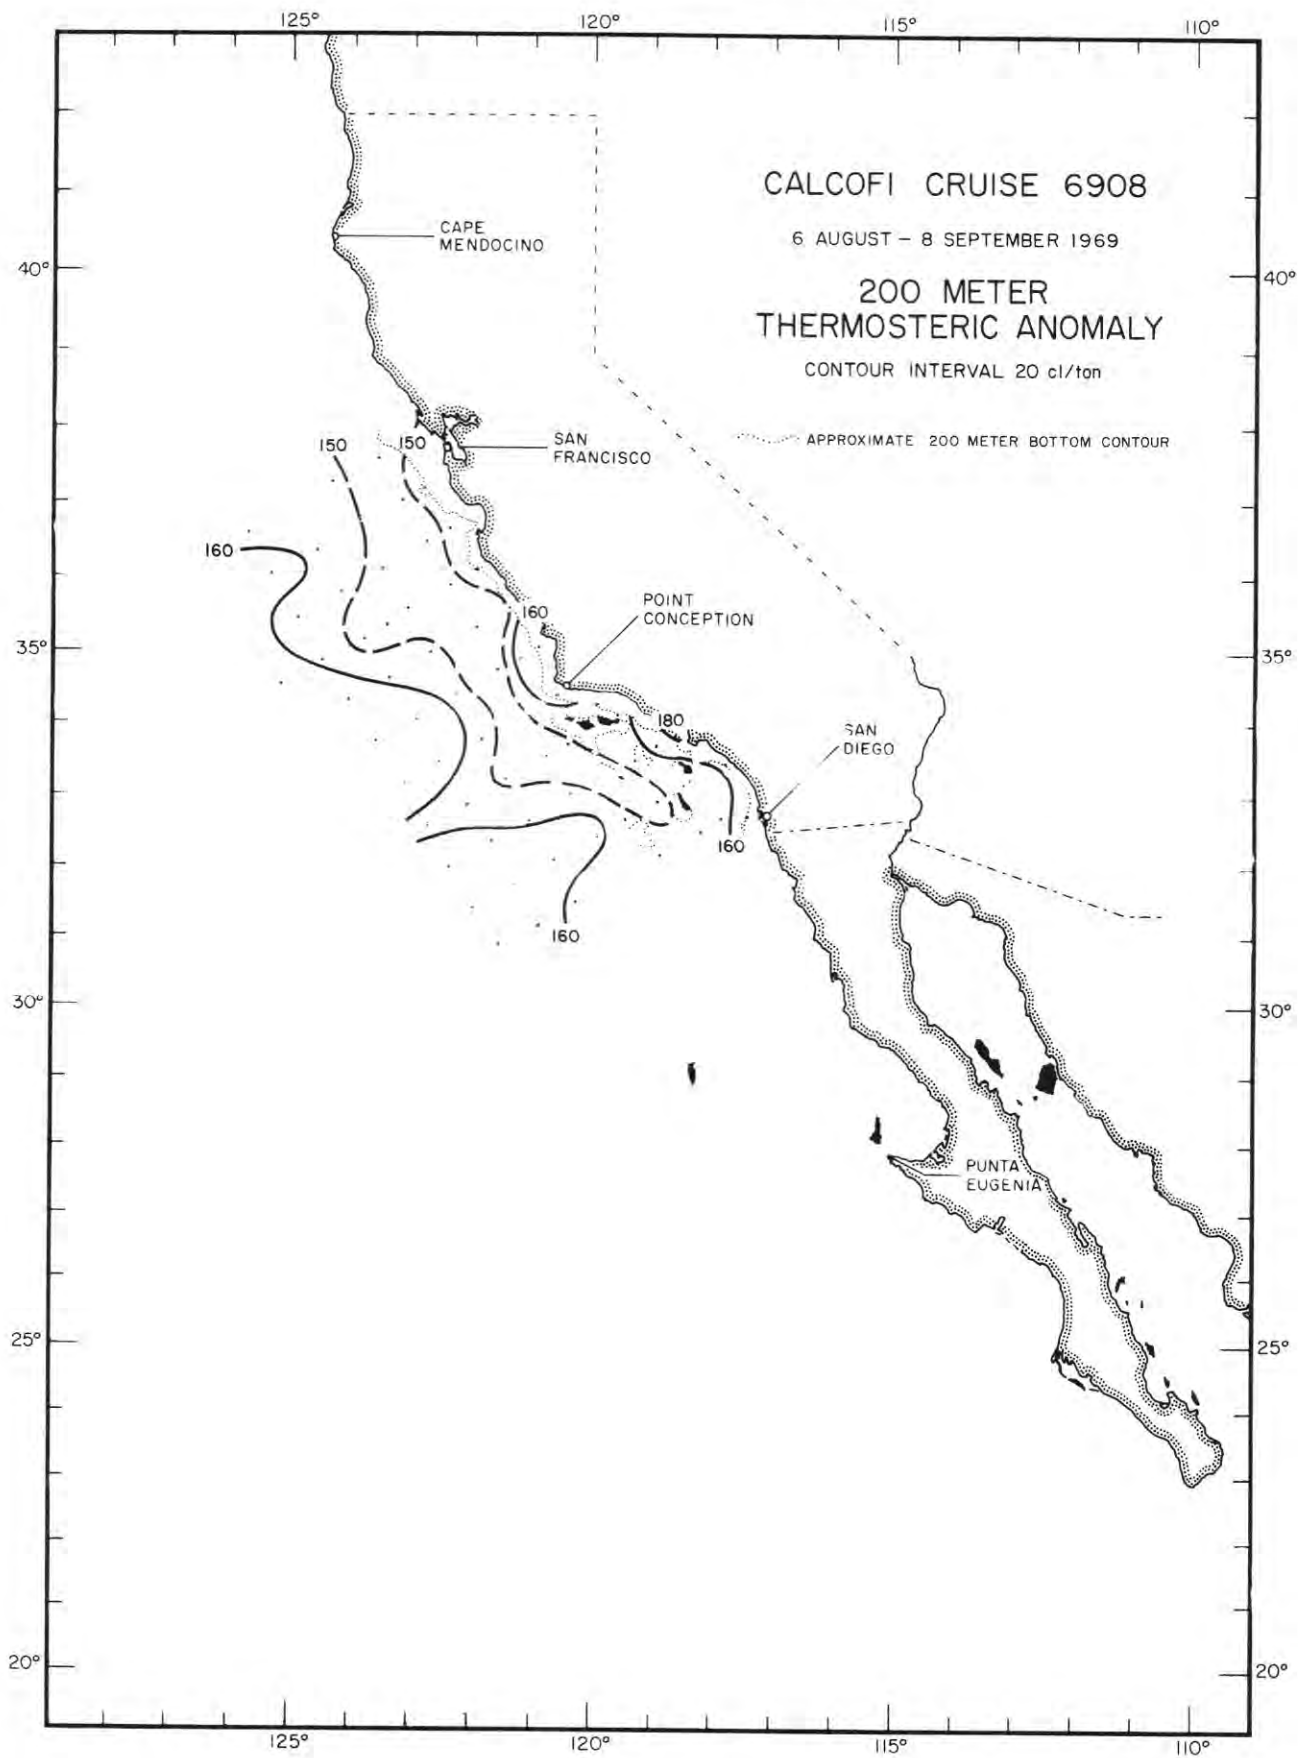 125° 120° 115° 110°
CALCOFI CRUISE 6908
6 AUGUST – 8 SEPTEMBER 1969
CAPE
MENDOCINO
40° 40°
200 METER
THERMOSTERIC ANOMALY
CONTOUR INTERVAL 20 cl/ton
150 150
SAN
FRANCISCO
APPROXIMATE 200 METER BOTTOM CONTOUR
160
POINT
CONCEPTION
160
35° 35°
180
SAN
DIEGO
160
160
30° 30°
PUNTA
EUGENIA
25° 25°
20° 20°
125° 120° 115° 110°